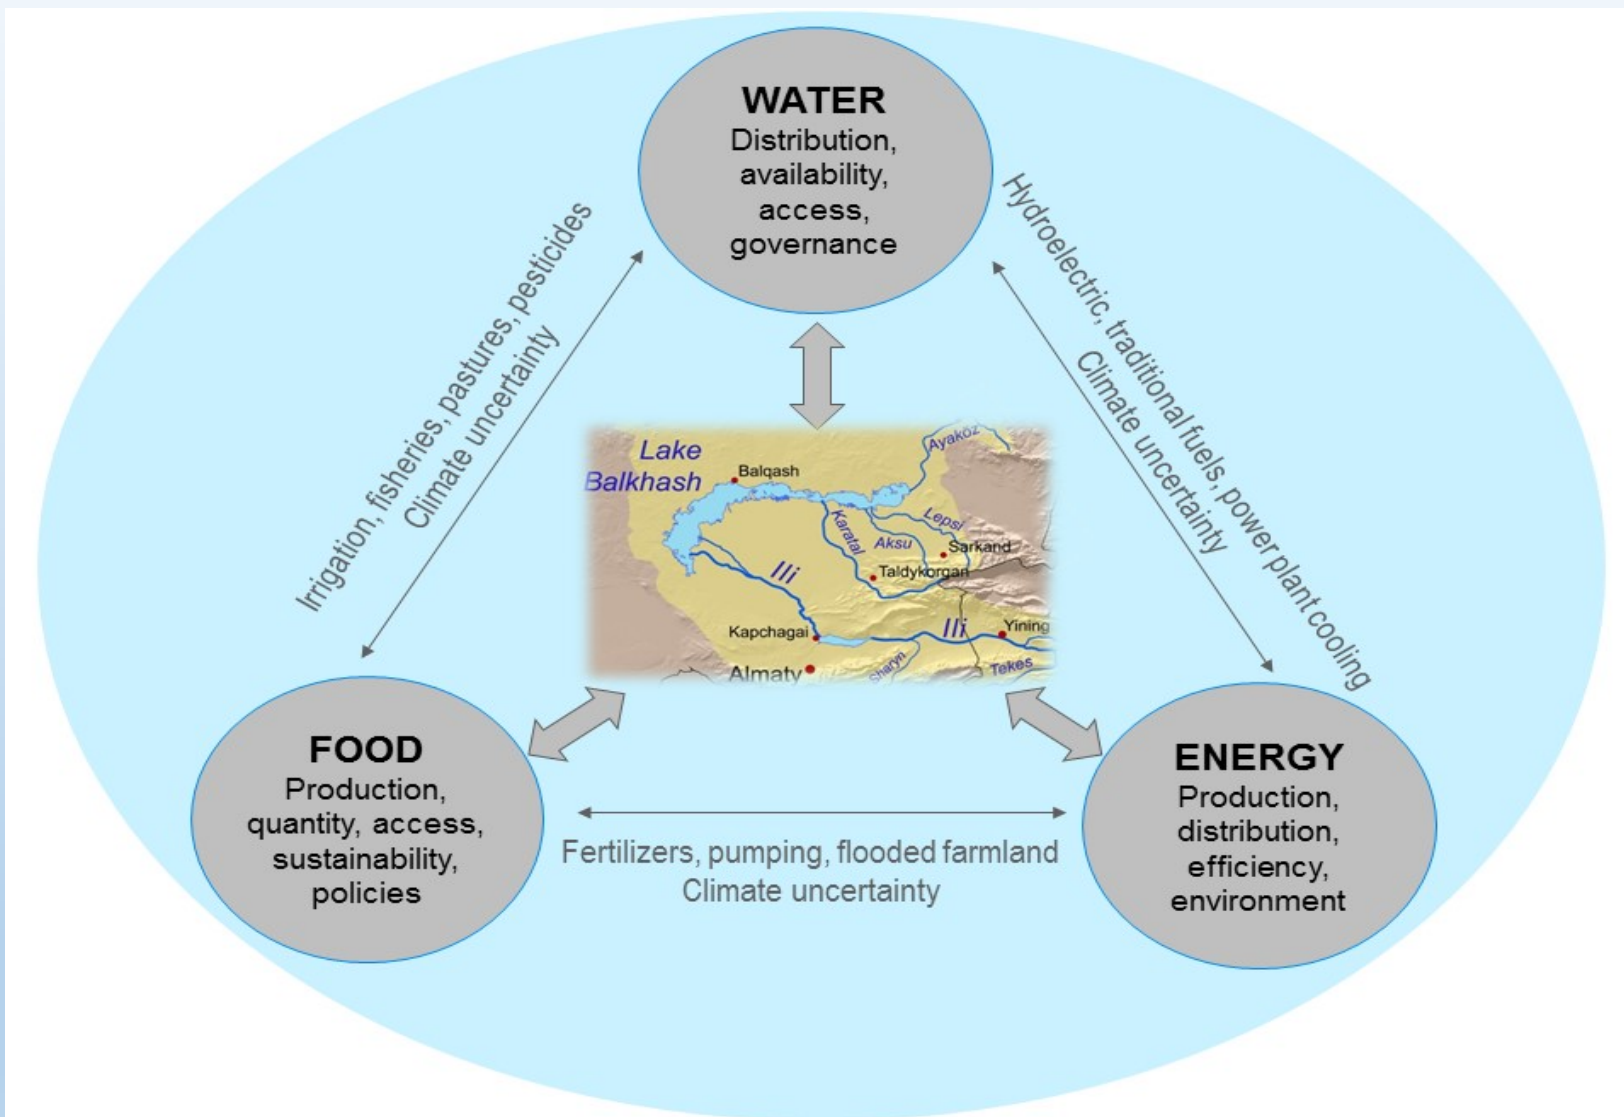 WATER
Distribution,
availability,
access,
governance
Irrigation, fisheries, pastures, pesticides
Climate uncertainty
Hydroelectric, traditional fuels, power plant cooling
Climate uncertainty
Lake
Balkhash
Balqash
Ayaköz
Karatal
Aksu
Lepsi
Sarkand
Taldykorgan
Ili
Kapchagai
Ili
Yining
Almaty
Sharyn
Tekes
FOOD
Production,
quantity, access,
sustainability,
policies
Fertilizers, pumping, flooded farmland
Climate uncertainty
ENERGY
Production,
distribution,
efficiency,
environment